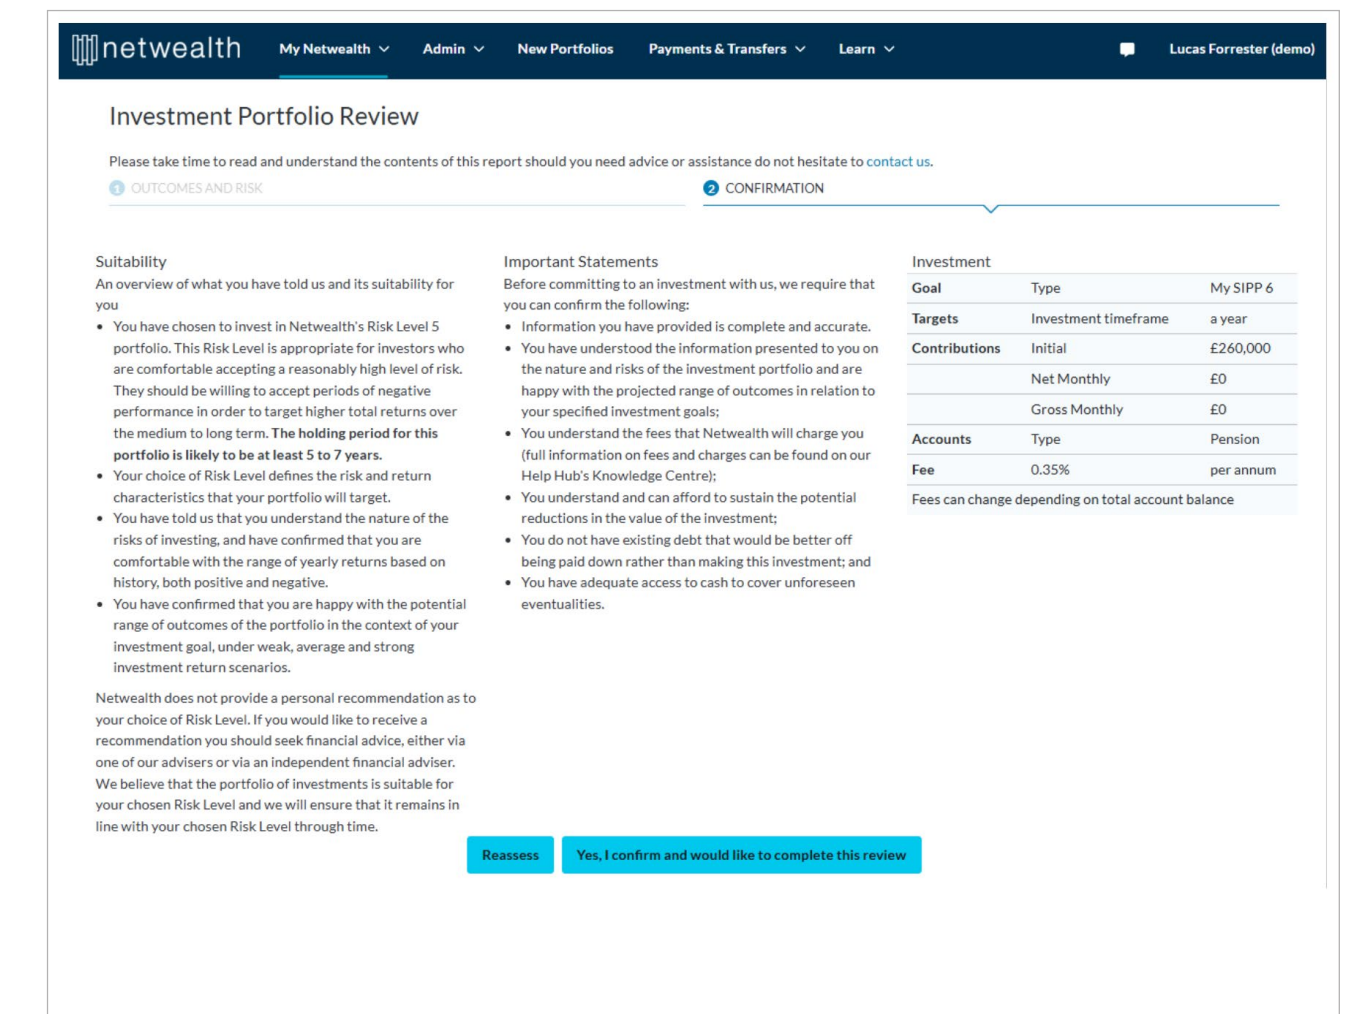 netwealth My Netwealth Admin New Portfolios Payments & Transfers Learn Lucas Forrester (demo)
Investment Portfolio Review
Please take time to read and understand the contents of this report should you need advice or assistance do not hesitate to contact us.
1 OUTCOMES AND RISK
2 CONFIRMATION
Suitability
An overview of what you have told us and its suitability for
you
• You have chosen to invest in Netwealth's Risk Level 5
portfolio. This Risk Level is appropriate for investors who
are comfortable accepting a reasonably high level of risk.
They should be willing to accept periods of negative
performance in order to target higher total returns over
the medium to long term. The holding period for this
portfolio is likely to be at least 5 to 7 years.
• Your choice of Risk Level defines the risk and return
characteristics that your portfolio will target.
• You have told us that you understand the nature of the
risks of investing, and have confirmed that you are
comfortable with the range of yearly returns based on
history, both positive and negative.
• You have confirmed that you are happy with the potential
range of outcomes of the portfolio in the context of your
investment goal, under weak, average and strong
investment return scenarios.
Netwealth does not provide a personal recommendation as to
your choice of Risk Level. If you would like to receive a
recommendation you should seek financial advice, either via
one of our advisers or via an independent financial adviser.
We believe that the portfolio of investments is suitable for
your chosen Risk Level and we will ensure that it remains in
line with your chosen Risk Level through time.
Important Statements
Before committing to an investment with us, we require that
you can confirm the following:
• Information you have provided is complete and accurate.
• You have understood the information presented to you on
the nature and risks of the investment portfolio and are
happy with the projected range of outcomes in relation to
your specified investment goals;
• You understand the fees that Netwealth will charge you
(full information on fees and charges can be found on our
Help Hub's Knowledge Centre);
• You understand and can afford to sustain the potential
reductions in the value of the investment;
• You do not have existing debt that would be better off
being paid down rather than making this investment; and
• You have adequate access to cash to cover unforeseen
eventualities.
Investment
Goal Type My SIPP 6
Targets Investment timeframe a year
Contributions Initial £260,000
Net Monthly £0
Gross Monthly £0
Accounts Type Pension
Fee 0.35% per annum
Fees can change depending on total account balance
Reassess
Yes, I confirm and would like to complete this review